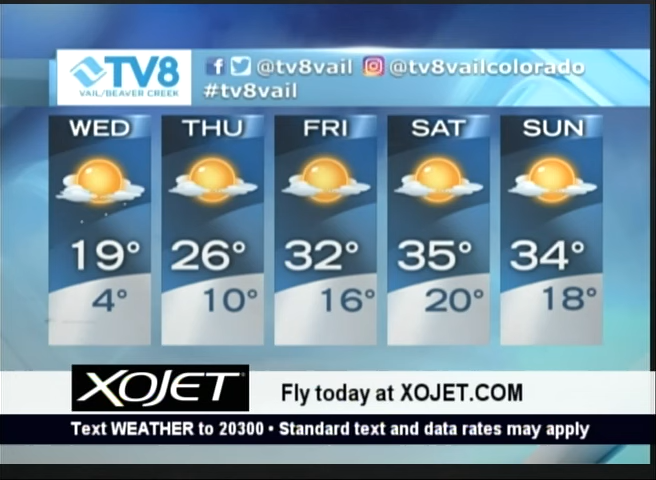 TV8
VAIL/BEAVER CREEK
@tv8vail @tv8vailcolorado
#tv8vail
WED THU FRI SAT SUN
19° 26° 32° 35° 34°
4° 10° 16° 20° 18°
XOJET Fly today at XOJET.COM
Text WEATHER to 20300 • Standard text and data rates may apply